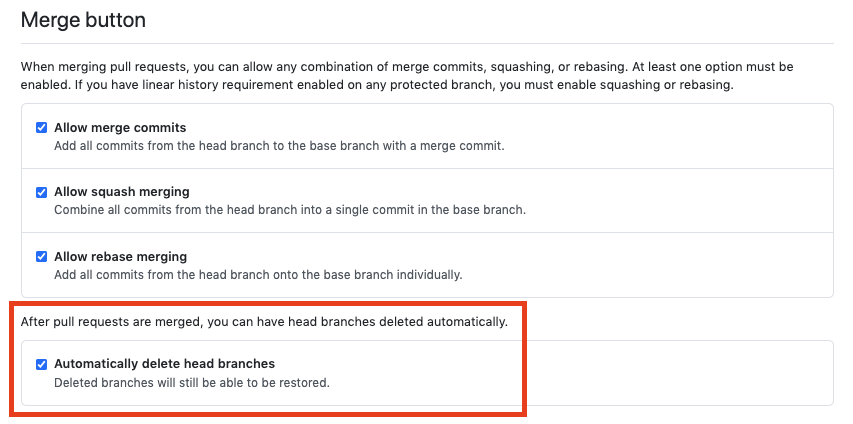 Merge button
When merging pull requests, you can allow any combination of merge commits, squashing, or rebasing. At least one option must be
enabled. If you have linear history requirement enabled on any protected branch, you must enable squashing or rebasing.
Allow merge commits
Add all commits from the head branch to the base branch with a merge commit.
Allow squash merging
Combine all commits from the head branch into a single commit in the base branch.
Allow rebase merging
Add all commits from the head branch onto the base branch individually.
After pull requests are merged, you can have head branches deleted automatically.
Automatically delete head branches
Deleted branches will still be able to be restored.